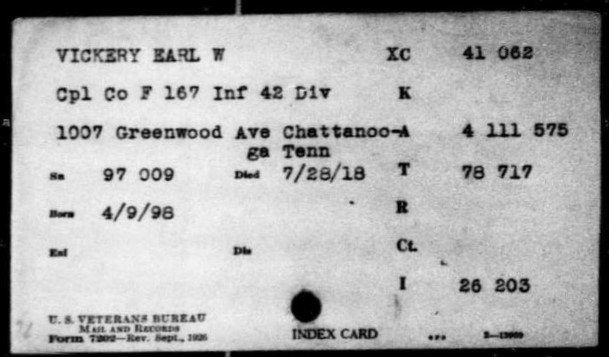 VICKERY EARL W XC 41 062
Cpl Co F 167 Inf 42 Div K
1007 Greenwood Ave Chattanoo- A 4 111 575
ga Tenn
Sn 97 009 Died 7/28/18 T 78 717
Born 4/9/98 R
Enl Dis Ct.
I 26 203
U. S. VETERANS BUREAU
MAIL AND RECORDS
Form 7202—Rev. Sept., 1926 INDEX CARD